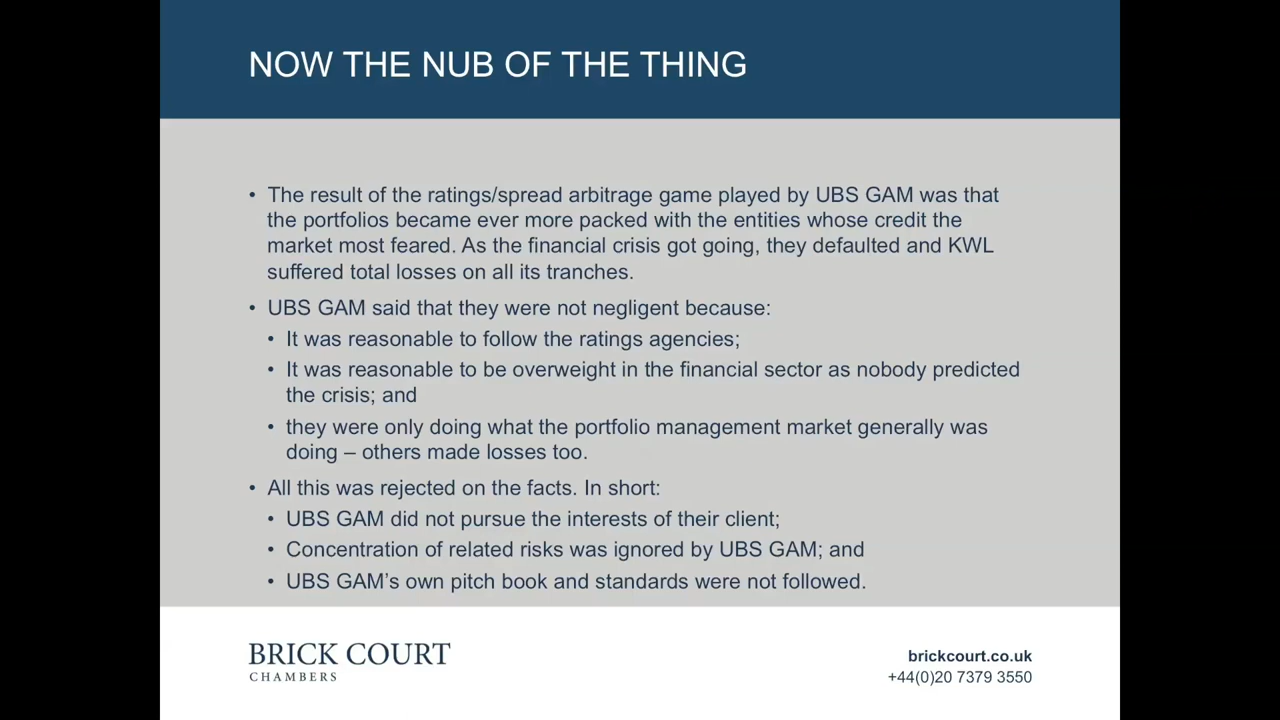 NOW THE NUB OF THE THING
• The result of the ratings/spread arbitrage game played by UBS GAM was that
the portfolios became ever more packed with the entities whose credit the
market most feared. As the financial crisis got going, they defaulted and KWL
suffered total losses on all its tranches.
• UBS GAM said that they were not negligent because:
• It was reasonable to follow the ratings agencies;
• It was reasonable to be overweight in the financial sector as nobody predicted
the crisis; and
• they were only doing what the portfolio management market generally was
doing – others made losses too.
• All this was rejected on the facts. In short:
• UBS GAM did not pursue the interests of their client;
• Concentration of related risks was ignored by UBS GAM; and
• UBS GAM’s own pitch book and standards were not followed.
BRICK COURT
CHAMBERS
brickcourt.co.uk
+44(0)20 7379 3550